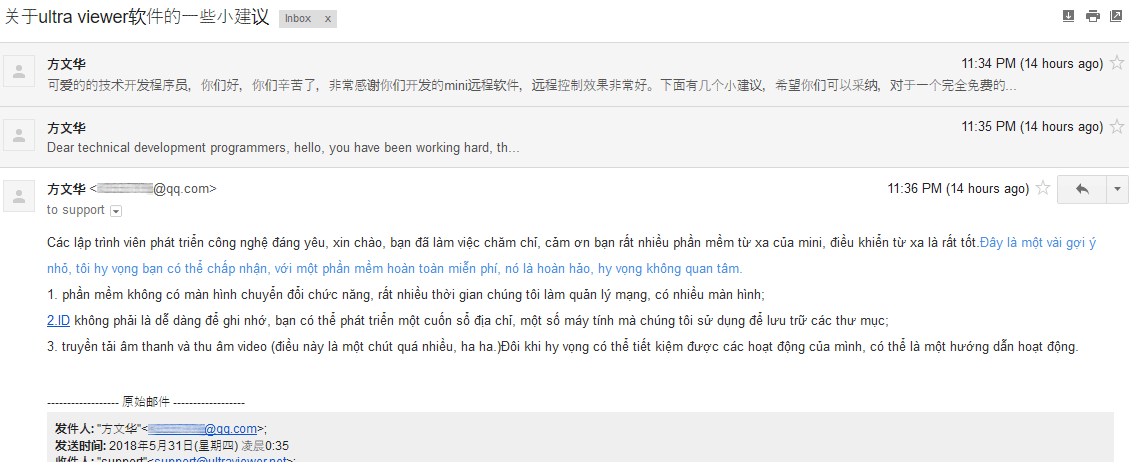 关于ultra viewer软件的一些小建议 Inbox x
方文华 11:34 PM (14 hours ago)
可爱的的技术开发程序员，你们好，你们辛苦了，非常感谢你们开发的mini远程软件，远程控制效果非常好。下面有几个小建议，希望你们可以采纳，对于一个完全免费的...
方文华 11:35 PM (14 hours ago)
Dear technical development programmers, hello, you have been working hard, th...
方文华 < @qq.com> 11:36 PM (14 hours ago)
to support
Các lập trình viên phát triển công nghệ đáng yêu, xin chào, bạn đã làm việc chăm chỉ, cảm ơn bạn rất nhiều phần mềm từ xa của mini, điều khiển từ xa là rất tốt.Đây là một vài gợi ý
nhỏ, tôi hy vọng bạn có thể chấp nhận, với một phần mềm hoàn toàn miễn phí, nó là hoàn hảo, hy vọng không quan tâm.
1. phần mềm không có màn hình chuyển đổi chức năng, rất nhiều thời gian chúng tôi làm quản lý mạng, có nhiều màn hình;
2.ID không phải là dễ dàng để ghi nhớ, bạn có thể phát triển một cuốn sổ địa chỉ, một số máy tính mà chúng tôi sử dụng để lưu trữ các thư mục;
3. truyền tải âm thanh và thu âm video (điều này là một chút quá nhiều, ha ha.)Đôi khi hy vọng có thể tiết kiệm được các hoạt động của mình, có thể là một hướng dẫn hoạt động.
------------------ 原始邮件 ------------------
发件人: "方文华"< @qq.com>;
发送时间: 2018年5月31日(星期四) 凌晨0:35
收件人: "support"<support@ultraviewer.net>;